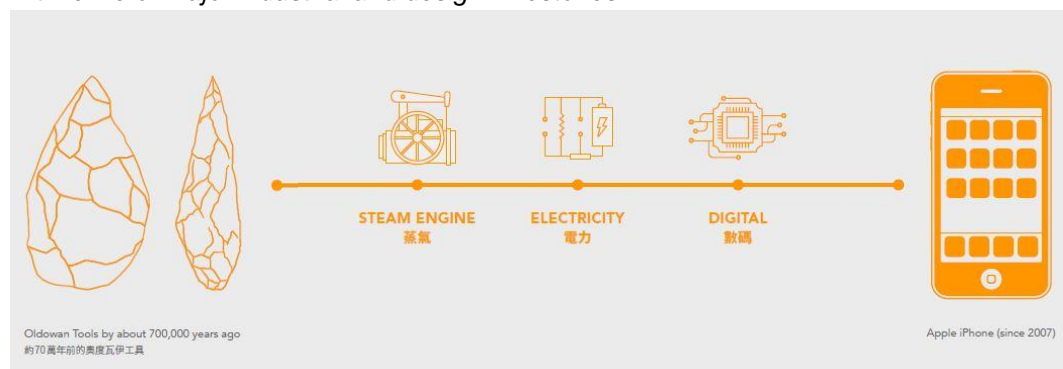 STEAM ENGINE
蒸氣
ELECTRICITY
電力
DIGITAL
數碼
Oldowan Tools by about 700,000 years ago
約70萬年前的奧度瓦伊工具
Apple iPhone (since 2007)